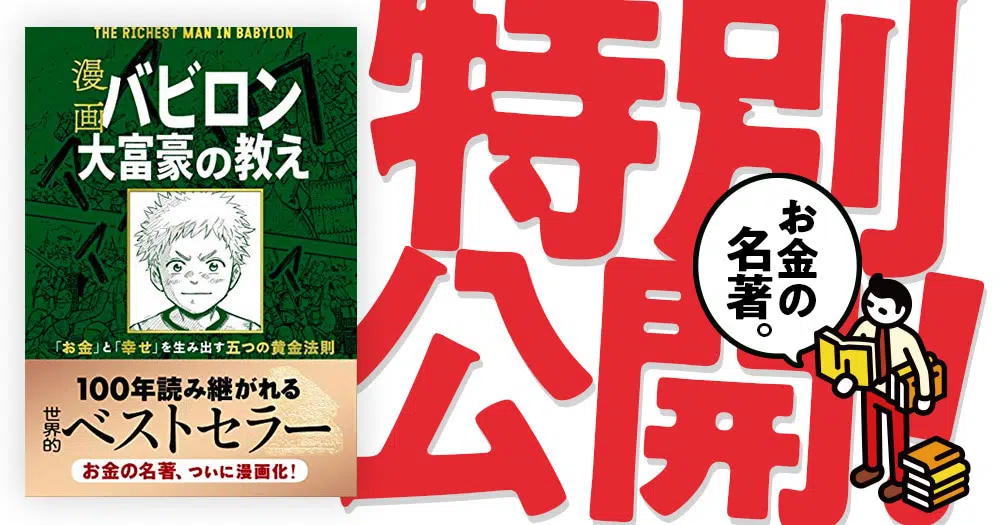 THE RICHEST MAN IN BABYLON
漫画
バビロン
大富豪の教え
「お金」と「幸せ」を生み出す五つの黄金法則
100年読み継がれる
世界的
ベストセラー
お金の名著、ついに漫画化!
特別
公開!
お金の
名著。